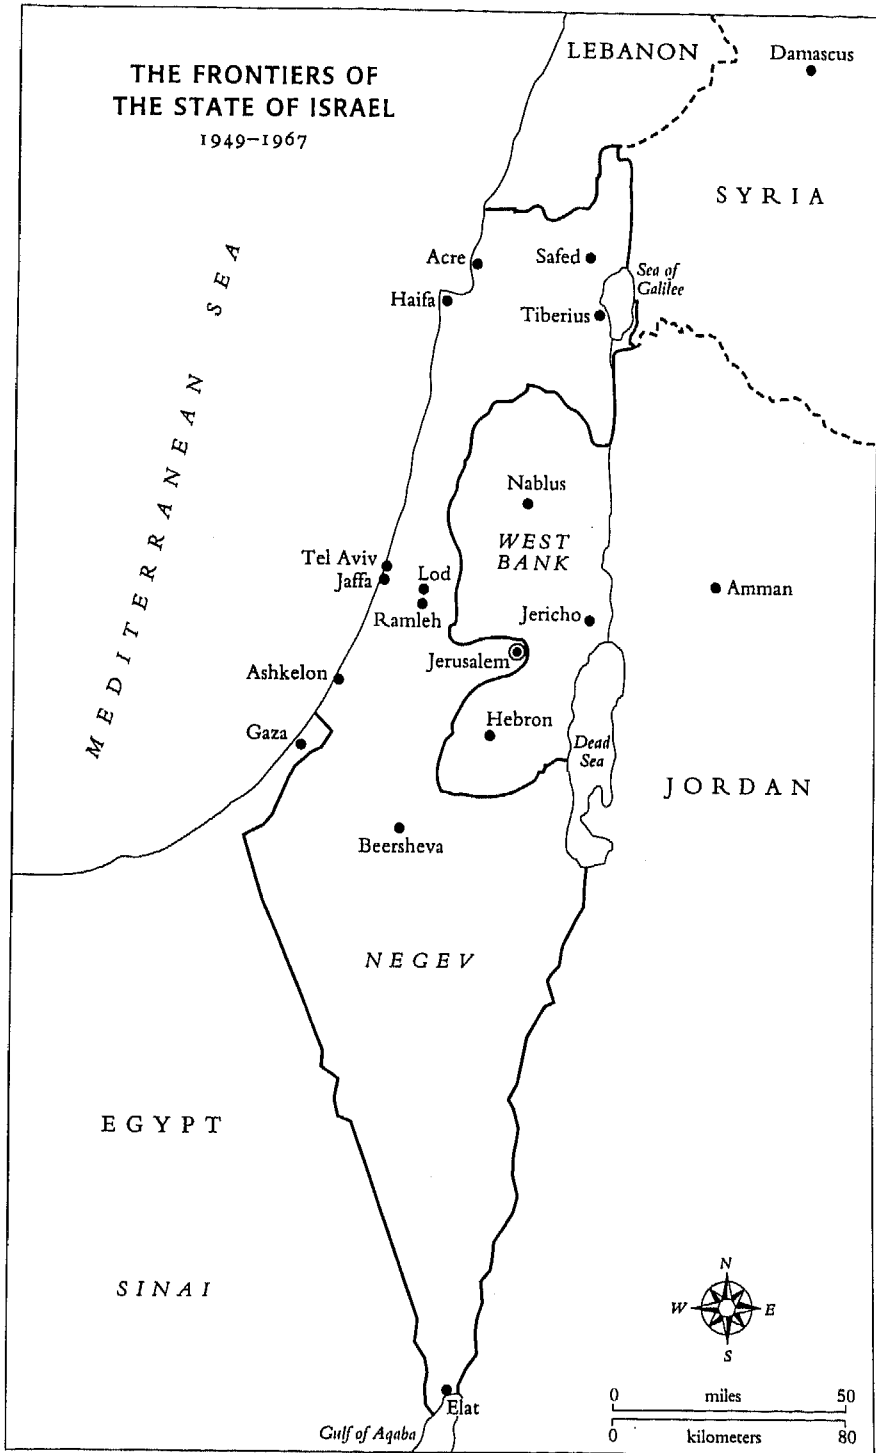 THE FRONTIERS OF
THE STATE OF ISRAEL
1949–1967
LEBANON
Damascus
SYRIA
MEDITERRANEAN SEA
Acre
Safed
Sea of
Galilee
Haifa
Tiberius
Nablus
WEST
BANK
Tel Aviv
Jaffa
Lod
Ramleh
Jericho
Amman
Jerusalem
Ashkelon
Gaza
Hebron
Dead
Sea
JORDAN
Beersheva
NEGEV
EGYPT
SINAI
N
W
E
S
Elat
Gulf of Aqaba
0 miles 50
0 kilometers 80